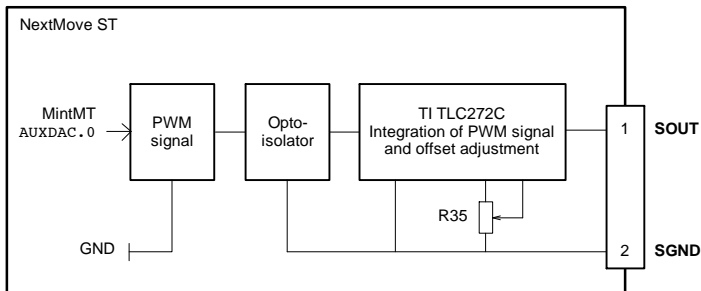 NextMove ST
MintMT
AUXDAC.0
PWM
signal
Opto-
isolator
TI TLC272C
Integration of PWM signal
and offset adjustment
1
SOUT
R35
GND
2
SGND